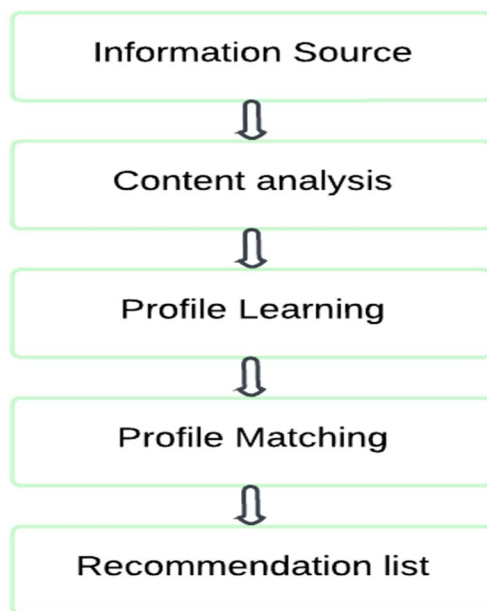 Information Source
Content analysis
Profile Learning
Profile Matching
Recommendation list